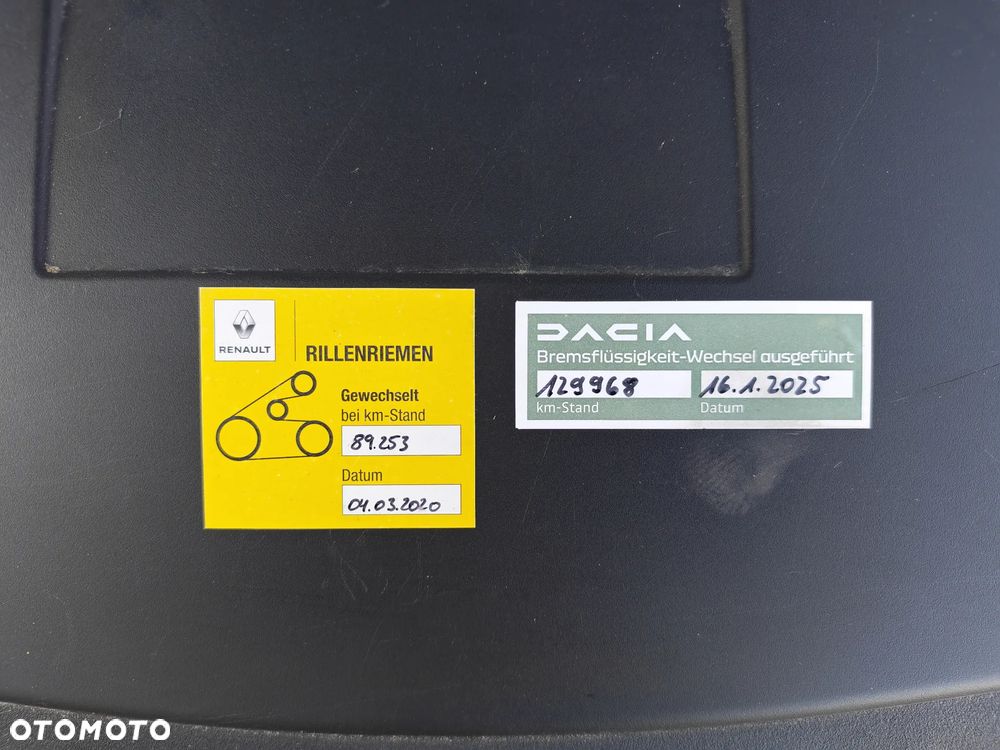 RENAULT
RILLENRIEMEN
Gewechselt
bei km-Stand
89.253
Datum
04.03.2020
DACIA
Bremsflüssigkeit-Wechsel ausgeführt
129968
16.1.2025
km-Stand
Datum
OTOMOTO